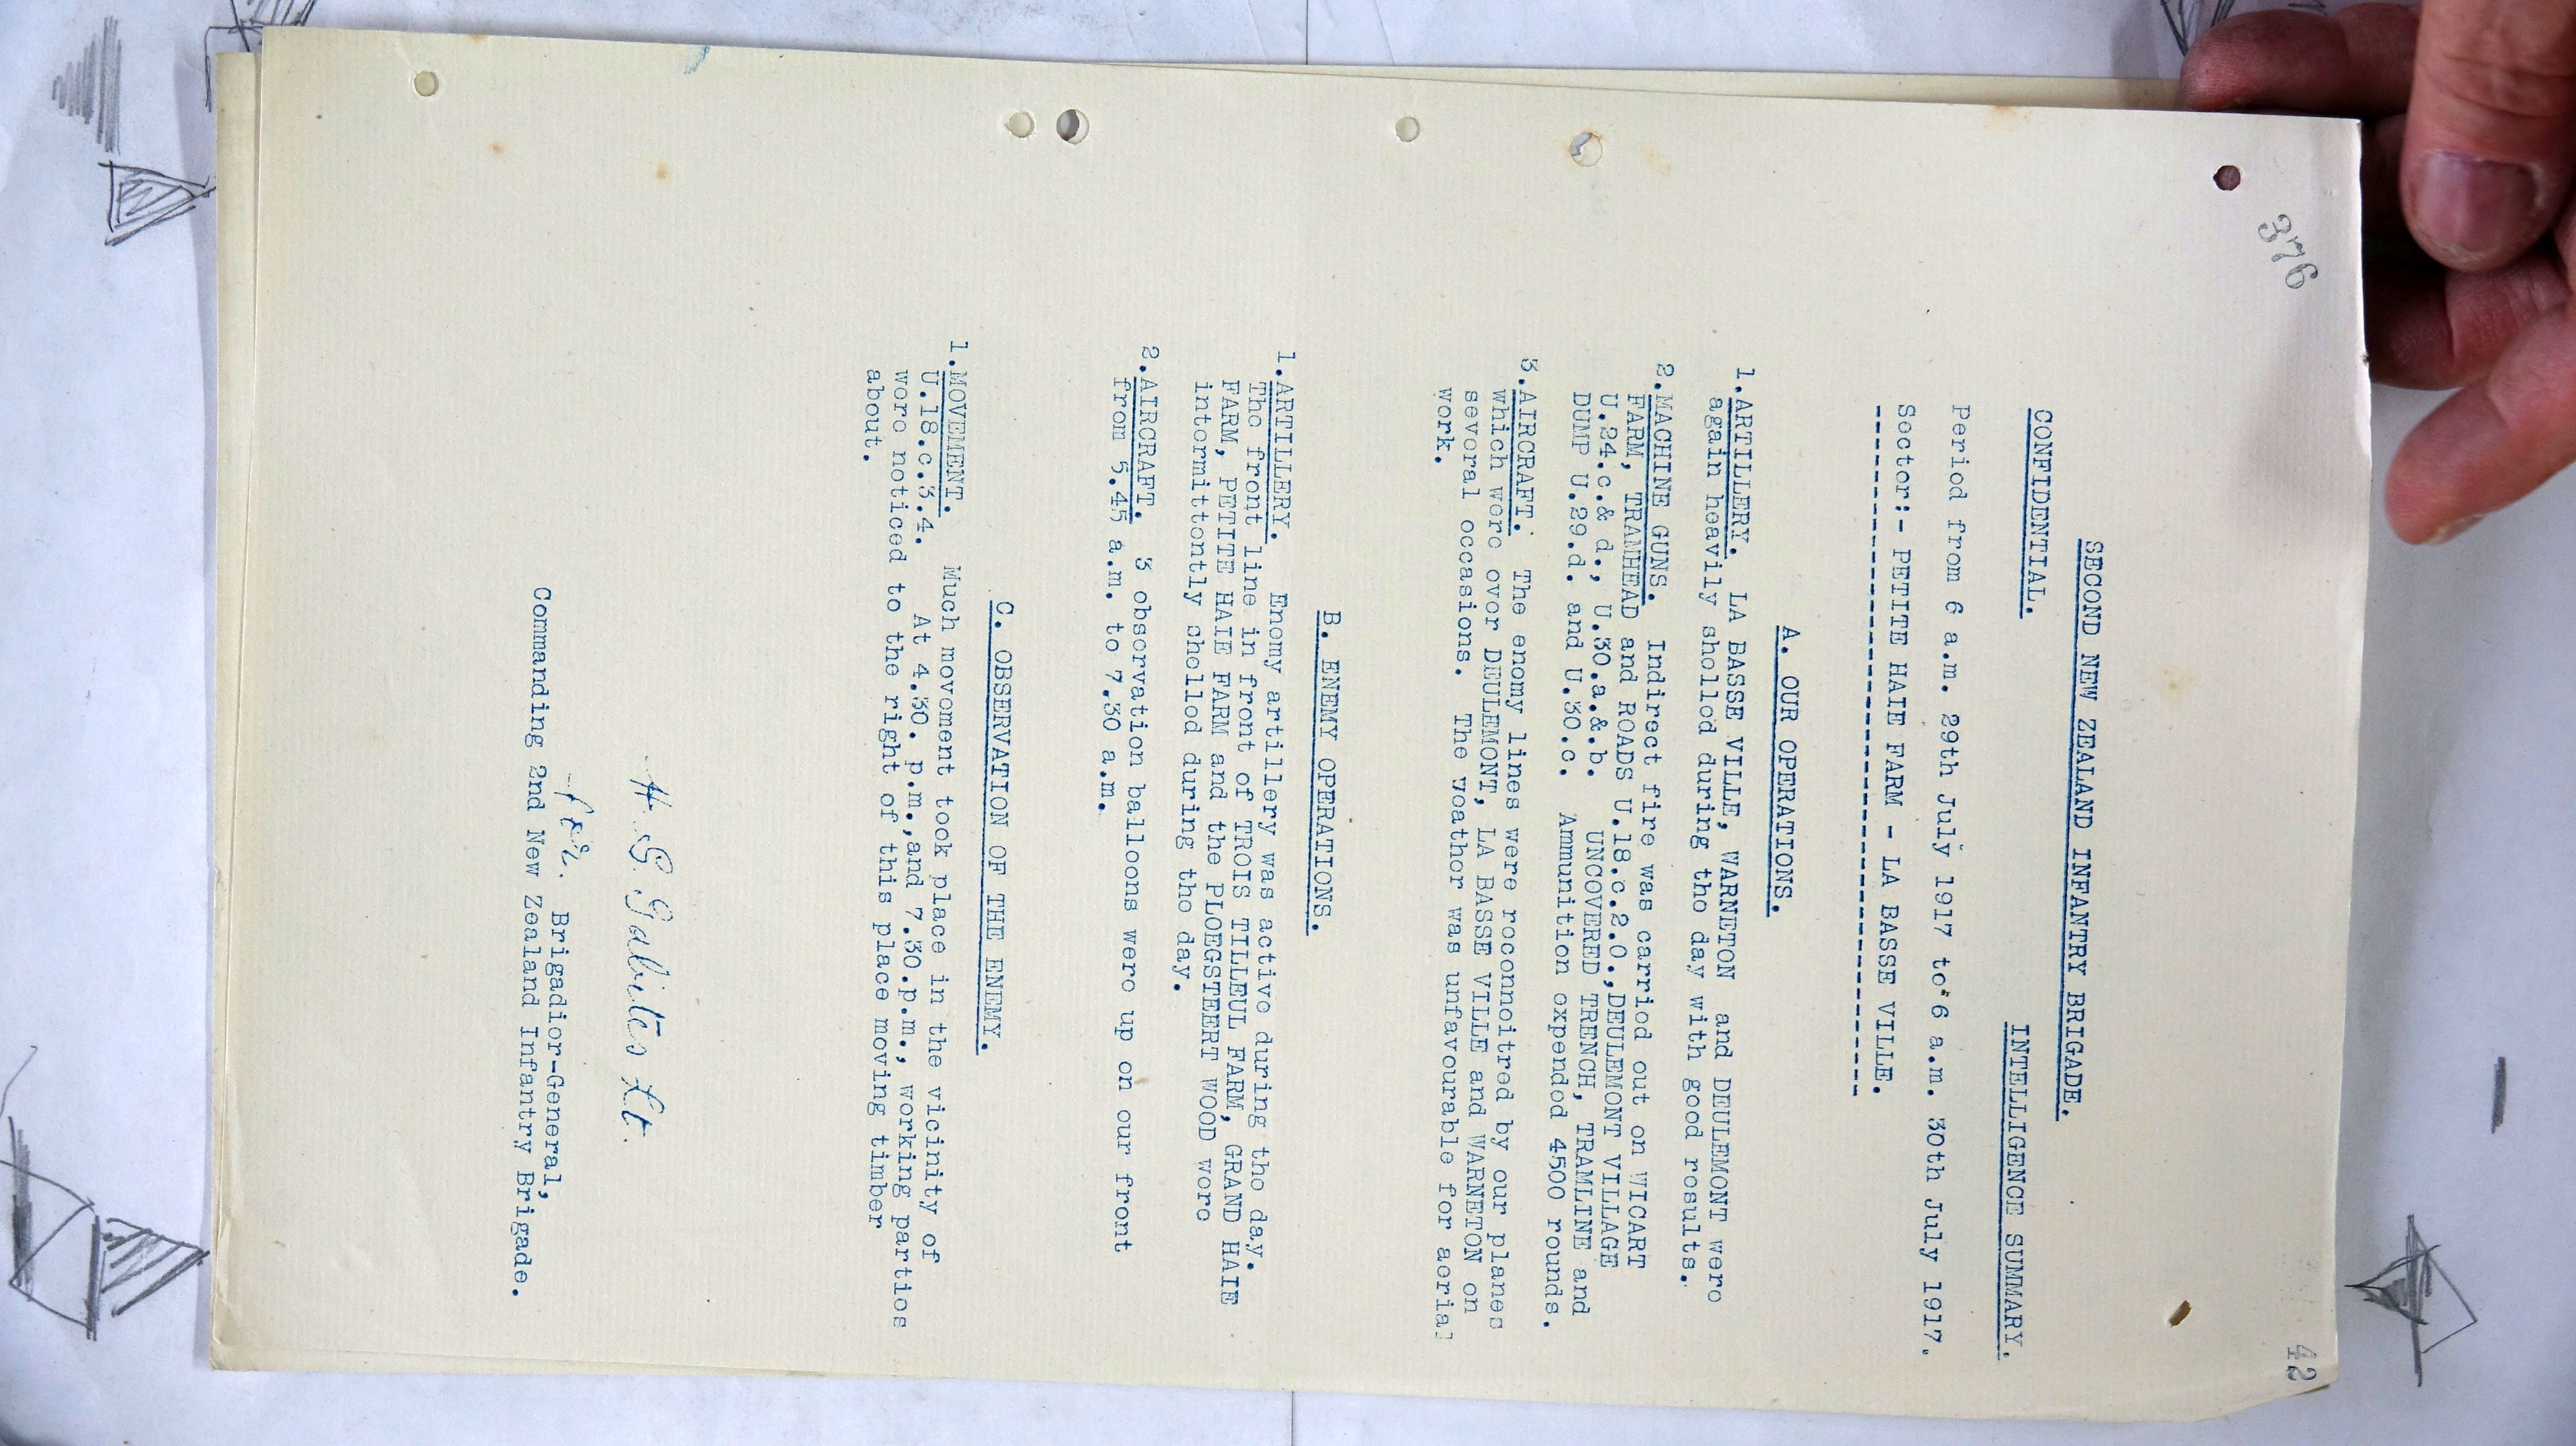 376
42
SECOND NEW ZEALAND INFANTRY BRIGADE.
CONFIDENTIAL. INTELLIGENCE SUMMARY.
Period from 6 a.m. 29th July 1917 to 6 a.m. 30th July 1917.
Sector:- PETITE HAIE FARM - LA BASSE VILLE.
A. OUR OPERATIONS.
1.ARTILLERY. LA BASSE VILLE, WARNETON and DEULEMONT were
again heavily shelled during the day with good results.
2.MACHINE GUNS. Indirect fire was carried out on WICART
FARM, TRAMHEAD and ROADS U.18.c.2.0.,DEULEMONT VILLAGE
U.24.c.& d., U.30.a.&.b. UNCOVERED TRENCH, TRAMLINE and
DUMP U.29.d. and U.30.c. Ammunition expended 4500 rounds.
3.AIRCRAFT. The enemy lines were reconnoitred by our planes
which were over DEULEMONT, LA BASSE VILLE and WARNETON on
several occasions. The weather was unfavourable for aerial
work.
B. ENEMY OPERATIONS.
1.ARTILLERY. Enemy artillery was active during the day.
The front line in front of TROIS TILLEUL FARM, GRAND HAIE
FARM, PETITE HAIE FARM and the PLOEGSTEERT WOOD were
intermittently shelled during the day.
2.AIRCRAFT. 3 observation balloons were up on our front
from 5.45 a.m. to 7.30 a.m.
C. OBSERVATION OF THE ENEMY.
1.MOVEMENT. Much movement took place in the vicinity of
U.18.c.3.4. At 4.30. p.m.,and 7.30.p.m., working parties
were noticed to the right of this place moving timber
about.
H. G. Gabites Lt.
for. Brigadier-General,
Commanding 2nd New Zealand Infantry Brigade.